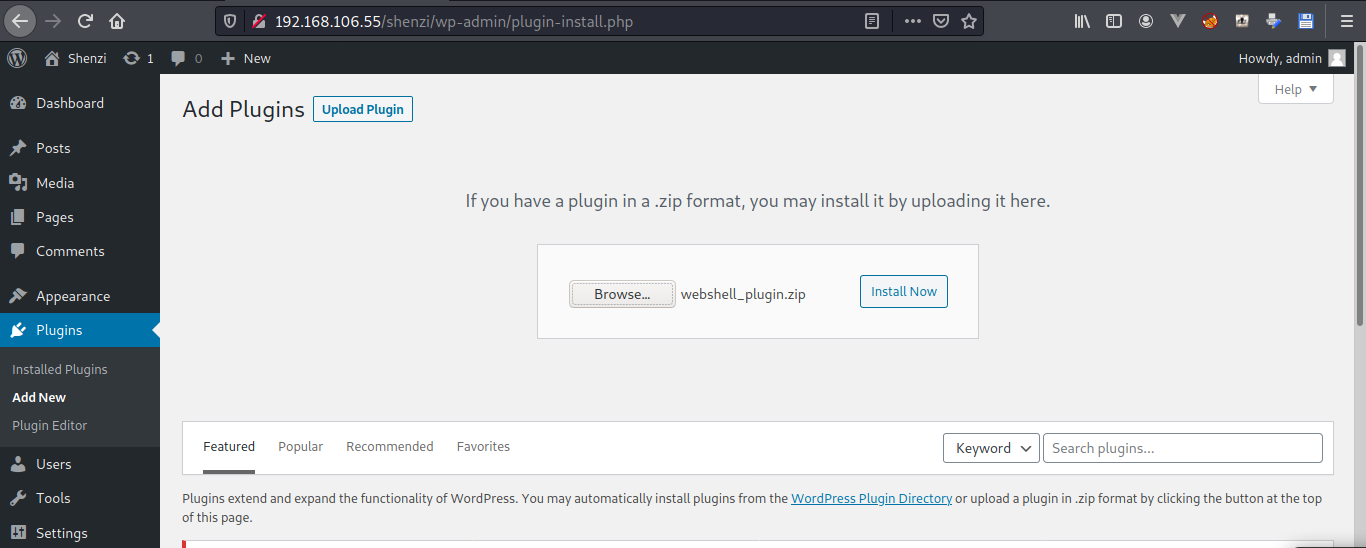 192.168.106.55/shenzi/wp-admin/plugin-install.php
Shenzi 1 0 New Howdy, admin
Help
Dashboard
Posts
Media
Pages
Comments
Appearance
Plugins
Installed Plugins
Add New
Plugin Editor
Users
Tools
Settings
Add Plugins Upload Plugin
If you have a plugin in a .zip format, you may install it by uploading it here.
Browse... webshell_plugin.zip Install Now
Featured Popular Recommended Favorites Keyword Search plugins...
Plugins extend and expand the functionality of WordPress. You may automatically install plugins from the WordPress Plugin Directory or upload a plugin in .zip format by clicking the button at the top
of this page.